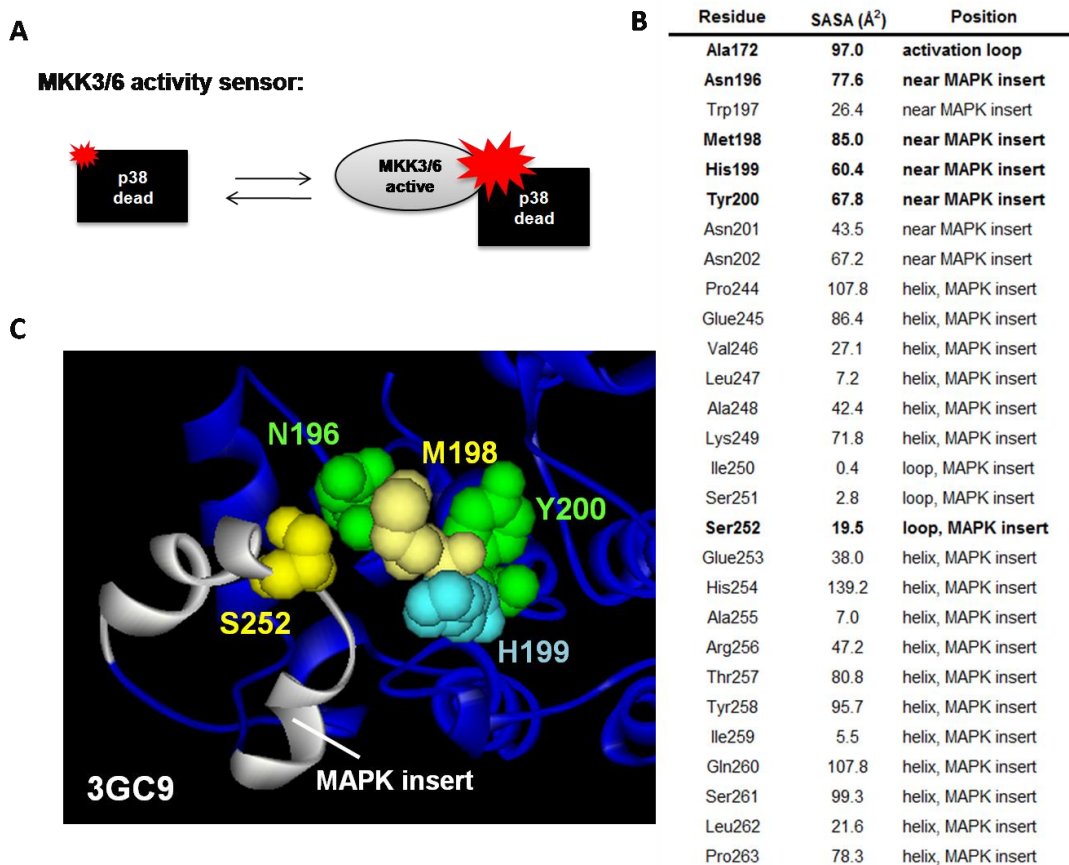 A
MKK3/6 activity sensor:
p38
dead
MKK3/6
active
p38
dead
B
Residue SASA (Å²) Position
Ala172 97.0 activation loop
Asn196 77.6 near MAPK insert
Trp197 26.4 near MAPK insert
Met198 85.0 near MAPK insert
His199 60.4 near MAPK insert
Tyr200 67.8 near MAPK insert
Asn201 43.5 near MAPK insert
Asn202 67.2 near MAPK insert
Pro244 107.8 helix, MAPK insert
Glue245 86.4 helix, MAPK insert
Val246 27.1 helix, MAPK insert
Leu247 7.2 helix, MAPK insert
Ala248 42.4 helix, MAPK insert
Lys249 71.8 helix, MAPK insert
Ile250 0.4 loop, MAPK insert
Ser251 2.8 loop, MAPK insert
Ser252 19.5 loop, MAPK insert
Glue253 38.0 helix, MAPK insert
His254 139.2 helix, MAPK insert
Ala255 7.0 helix, MAPK insert
Arg256 47.2 helix, MAPK insert
Thr257 80.8 helix, MAPK insert
Tyr258 95.7 helix, MAPK insert
Ile259 5.5 helix, MAPK insert
Gln260 107.8 helix, MAPK insert
Ser261 99.3 helix, MAPK insert
Leu262 21.6 helix, MAPK insert
Pro263 78.3 helix, MAPK insert
C
N196
M198
Y200
S252
H199
MAPK insert
3GC9